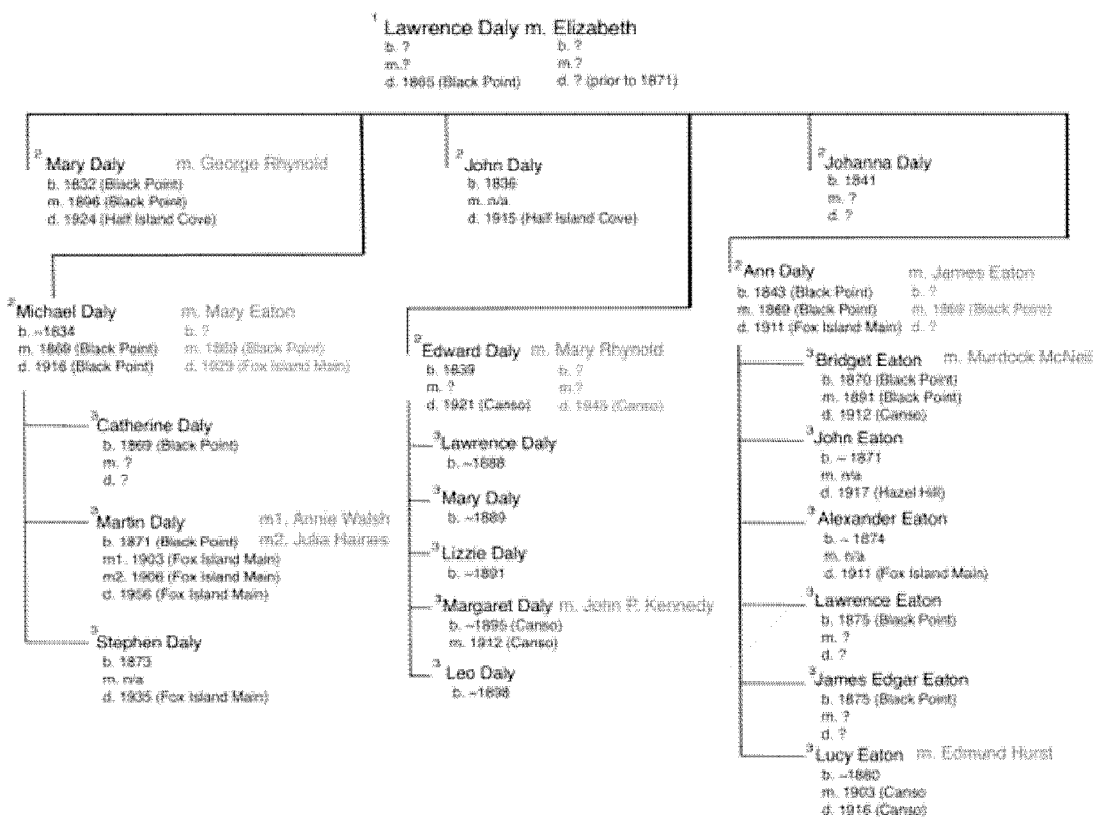 1 Lawrence Daly m. Elizabeth
b. ? b. ?
m.? m.?
d. 1865 (Black Point) d. ? (prior to 1871)
2 Mary Daly m. George Rhynold
b. 1832 (Black Point)
m. 1896 (Black Point)
d. 1924 (Half Island Cove)
2 John Daly
b. 1836
m. n/a
d. 1915 (Half Island Cove)
2 Johanna Daly
b. 1841
m. ?
d. ?
2 Michael Daly m. Mary Eaton
b. ~1834 b. ?
m. 1869 (Black Point) m. 1869 (Black Point)
d. 1916 (Black Point) d. 1929 (Fox Island Main)
3 Catherine Daly
b. 1869 (Black Point)
m. ?
d. ?
3 Martin Daly m1. Annie Walsh
b. 1871 (Black Point) m2. Julia Haines
m1. 1903 (Fox Island Main)
m2. 1906 (Fox Island Main)
d. 1956 (Fox Island Main)
3 Stephen Daly
b. 1873
m. n/a
d. 1935 (Fox Island Main)
2 Edward Daly m. Mary Rhynold
b. 1839 b. ?
m. ? m.?
d. 1921 (Canso) d. 1945 (Canso)
3 Lawrence Daly
b. ~1888
3 Mary Daly
b. ~1889
3 Lizzie Daly
b. ~1891
3 Margaret Daly m. John P. Kennedy
b. ~1895 (Canso)
m. 1912 (Canso)
3 Leo Daly
b. ~1898
2 Ann Daly m. James Eaton
b. 1843 (Black Point) b. ?
m. 1869 (Black Point) m. 1869 (Black Point)
d. 1911 (Fox Island Main) d. ?
3 Bridget Eaton m. Murdock McNeil
b. 1870 (Black Point)
m. 1891 (Black Point)
d. 1912 (Canso)
3 John Eaton
b. ~ 1871
m. n/a
d. 1917 (Hazel Hill)
3 Alexander Eaton
b. ~ 1874
m. n/a
d. 1911 (Fox Island Main)
3 Lawrence Eaton
b. 1875 (Black Point)
m. ?
d. ?
3 James Edgar Eaton
b. 1875 (Black Point)
m. ?
d. ?
3 Lucy Eaton m. Edmund Hurst
b. ~1880
m. 1903 (Canso
d. 1916 (Canso)